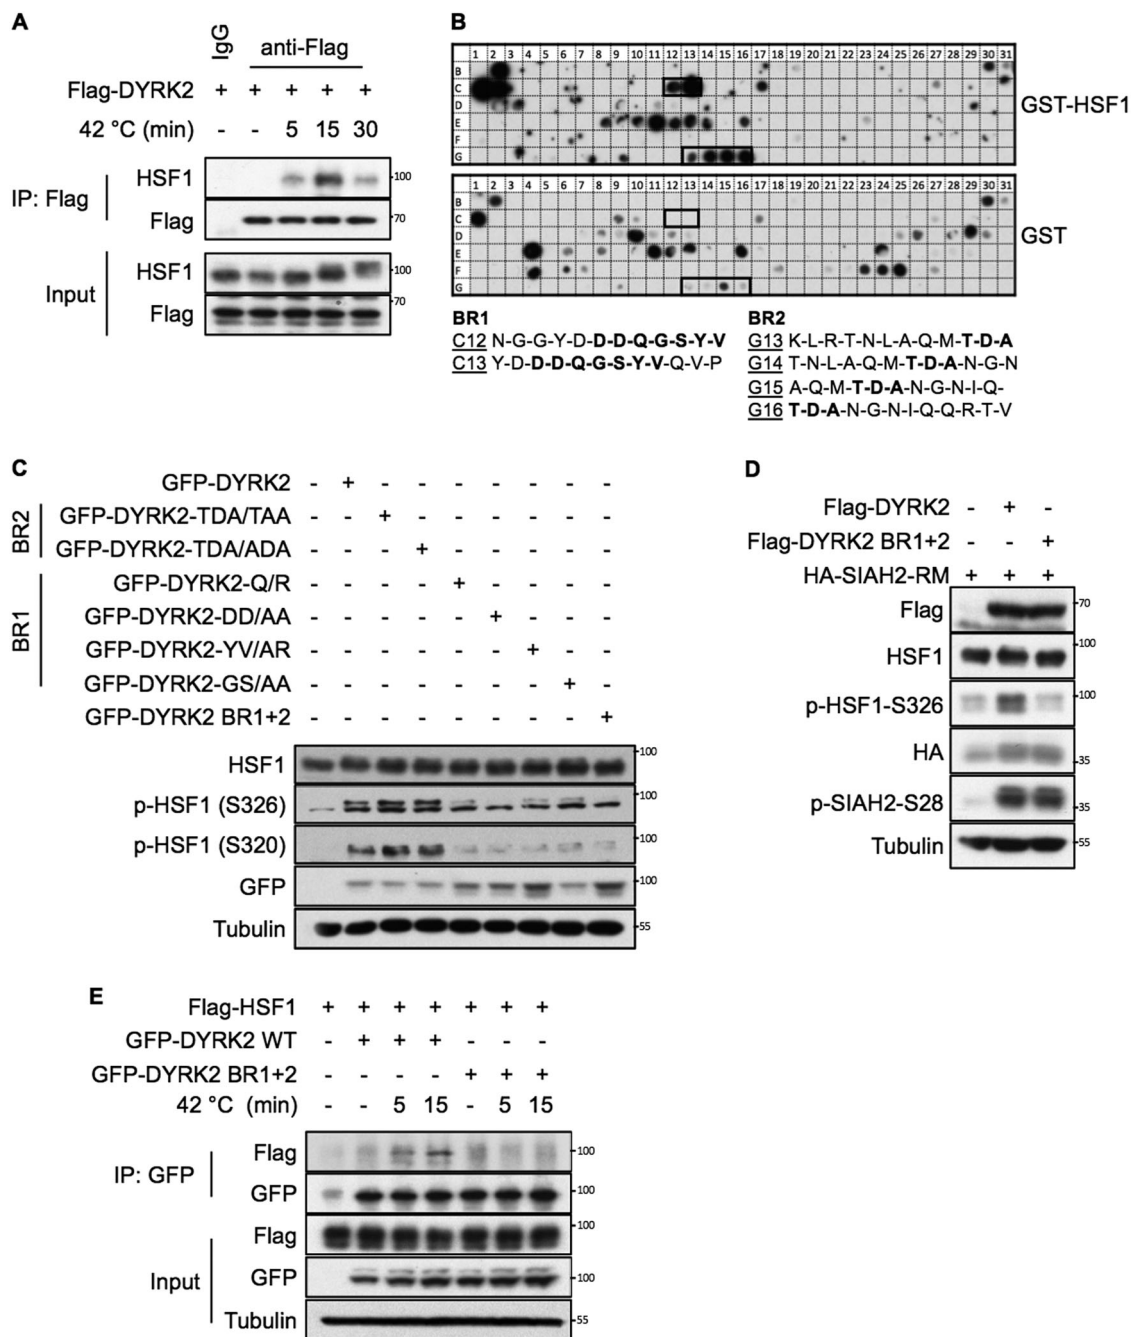 A
IgG
anti-Flag
Flag-DYRK2 + + + + +
42 °C (min) - - 5 15 30
IP: Flag
HSF1 100
Flag 70
Input
HSF1 100
Flag 70
B
1 2 3 4 5 6 7 8 9 10 11 12 13 14 15 16 17 18 19 20 21 22 23 24 25 26 27 28 29 30 31
B
C
D
E
F
G
GST-HSF1
1 2 3 4 5 6 7 8 9 10 11 12 13 14 15 16 17 18 19 20 21 22 23 24 25 26 27 28 29 30 31
B
C
D
E
F
G
GST
BR1
C12 N-G-G-Y-D-D-D-Q-G-S-Y-V
C13 Y-D-D-D-Q-G-S-Y-V-Q-V-P
BR2
G13 K-L-R-T-N-L-A-Q-M-T-D-A
G14 T-N-L-A-Q-M-T-D-A-N-G-N
G15 A-Q-M-T-D-A-N-G-N-I-Q-
G16 T-D-A-N-G-N-I-Q-Q-R-T-V
C
GFP-DYRK2 - + - - - - - - -
BR2
GFP-DYRK2-TDA/TAA - - + - - - - - -
GFP-DYRK2-TDA/ADA - - - + - - - - -
BR1
GFP-DYRK2-Q/R - - - - + - - - -
GFP-DYRK2-DD/AA - - - - - + - - -
GFP-DYRK2-YV/AR - - - - - - + - -
GFP-DYRK2-GS/AA - - - - - - - + -
GFP-DYRK2 BR1+2 - - - - - - - - +
HSF1 100
p-HSF1 (S326) 100
p-HSF1 (S320) 100
GFP 100
Tubulin 55
D
Flag-DYRK2 - + -
Flag-DYRK2 BR1+2 - - +
HA-SIAH2-RM + + +
Flag 70
HSF1 100
p-HSF1-S326 100
HA 35
p-SIAH2-S28 35
Tubulin 55
E
Flag-HSF1 + + + + + + +
GFP-DYRK2 WT - + + + - - -
GFP-DYRK2 BR1+2 - - - - + + +
42 °C (min) - - 5 15 - 5 15
IP: GFP
Flag 100
GFP 100
Input
Flag 100
GFP 100
Tubulin 55